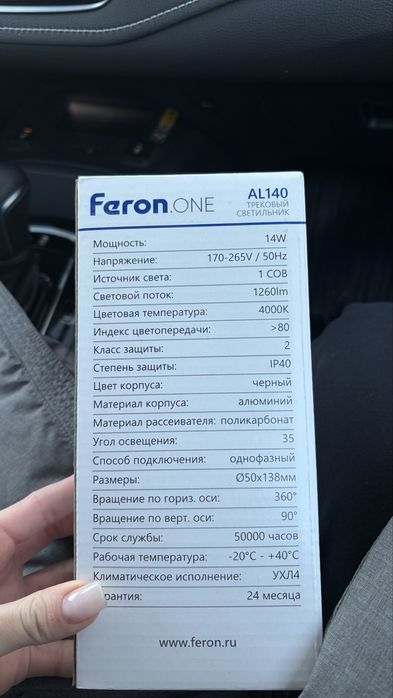 Feron.ONE
AL140
ТРЕКОВЫЙ
СВЕТИЛЬНИК
Мощность: 14W
Напряжение: 170-265V / 50Hz
Источник света: 1 COB
Световой поток: 1260lm
Цветовая температура: 4000K
Индекс цветопередачи: >80
Класс защиты: 2
Степень защиты: IP40
Цвет корпуса: черный
Материал корпуса: алюминий
Материал рассеивателя: поликарбонат
Угол освещения: 35
Способ подключения: однофазный
Размеры: Ø50x138мм
Вращение по гориз. оси: 360°
Вращение по верт. оси: 90°
Срок службы: 50000 часов
Рабочая температура: -20°C - +40°C
Климатическое исполнение: УХЛ4
арантия: 24 месяца
www.feron.ru